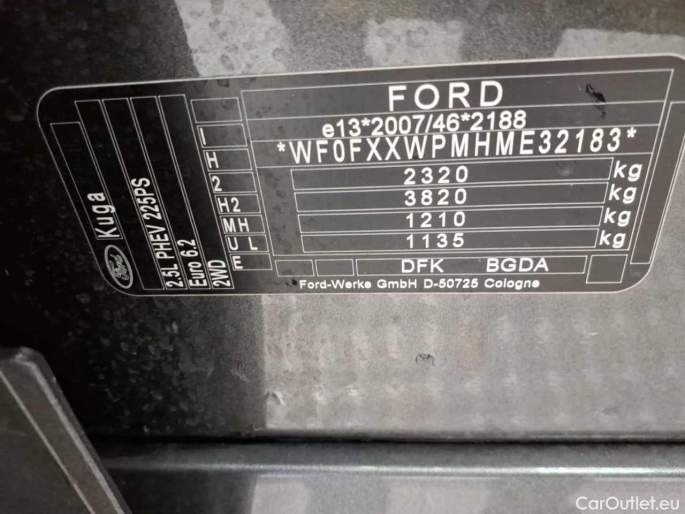 FORD
e13*2007/46*2188
*WF0FXXWPMHME32183*
2320 kg
3820 kg
1210 kg
1135 kg
DFK BGDA
Ford-Werke GmbH D-50725 Cologne
Ford Kuga
2.5L PHEV 225PS
Euro 6.2
2WD
I
H
2
H2
MH
U L
E
CarOutlet.eu